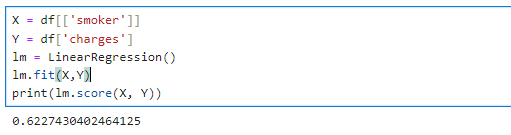 X = df[['smoker']]
Y = df['charges']
lm = LinearRegression()
lm.fit(X,Y)
print(lm.score(X, Y))
0.6227430402464125